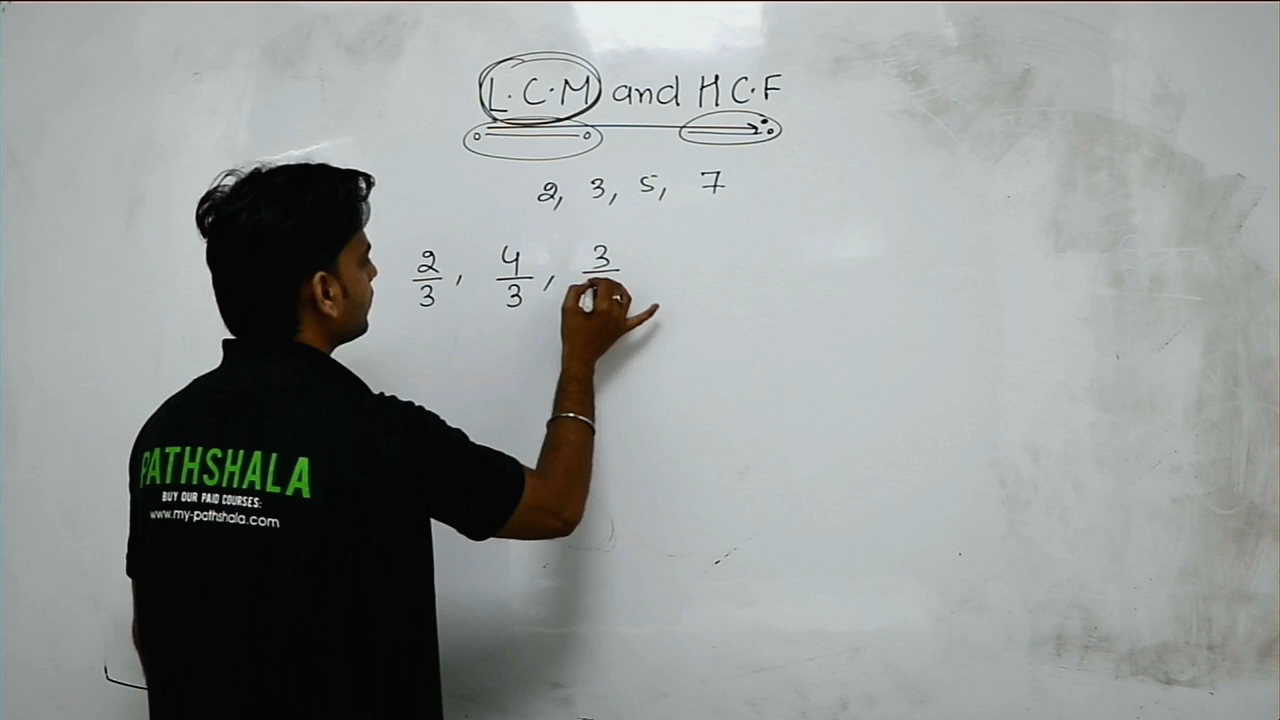 L.C.M and H C.F
2, 3, 5, 7
2/3, 4/3, 3/
PATHSHALA
BUY OUR PAID COURSES:
www.my-pathshala.com